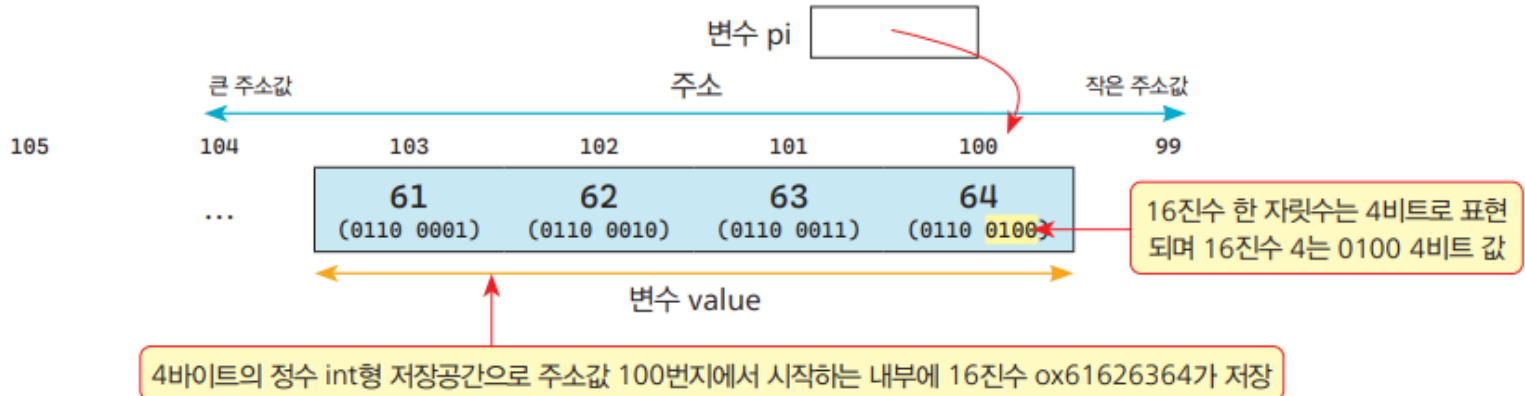 변수 pi
큰 주소값 주소 작은 주소값
105 104 103 102 101 100 99
... 61 62 63 64
(0110 0001) (0110 0010) (0110 0011) (0110 0100)
16진수 한 자릿수는 4비트로 표현
되며 16진수 4는 0100 4비트 값
변수 value
4바이트의 정수 int형 저장공간으로 주소값 100번지에서 시작하는 내부에 16진수 ox61626364가 저장